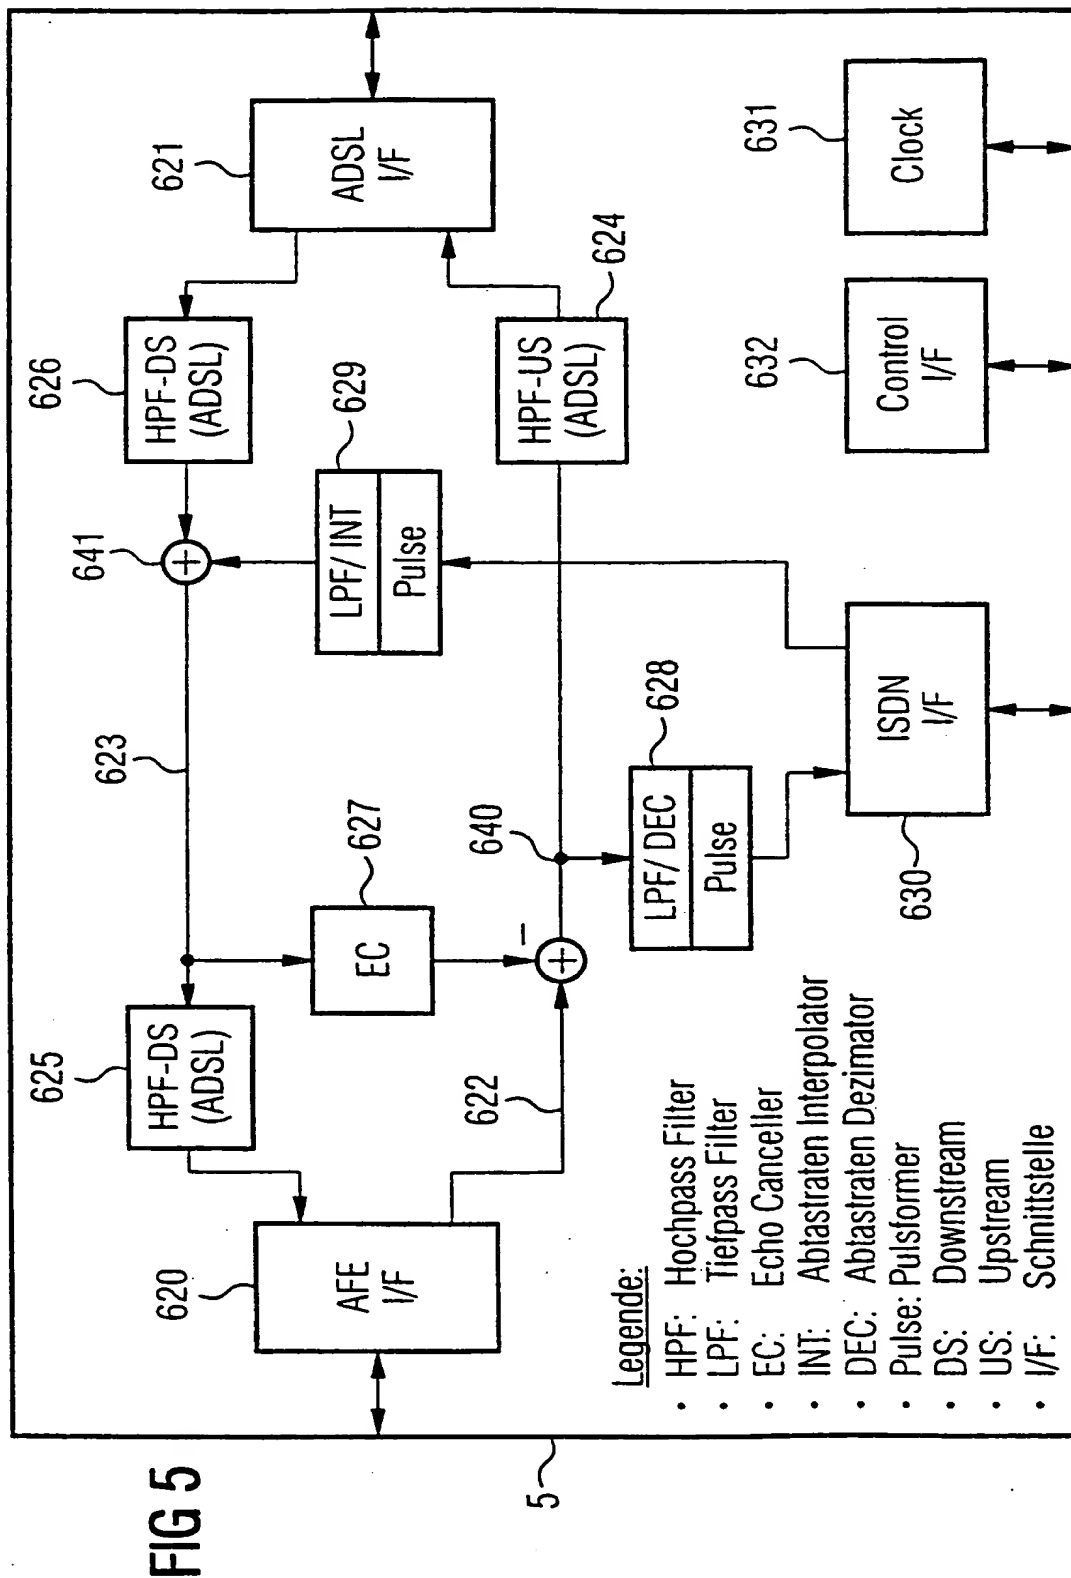 FIG 5
5
620
AFE
I/F
625
HPF-DS
(ADSL)
623
641
626
HPF-DS
(ADSL)
621
ADSL
I/F
627
EC
−
+
+
622
640
629
LPF/ INT
Pulse
624
HPF-US
(ADSL)
628
LPF/ DEC
Pulse
630
ISDN
I/F
632
Control
I/F
631
Clock
Legende:
• HPF: Hochpass Filter
• LPF: Tiefpass Filter
• EC: Echo Canceller
• INT: Abtastraten Interpolator
• DEC: Abtastraten Dezimator
• Pulse: Pulsformer
• DS: Downstream
• US: Upstream
• I/F: Schnittstelle